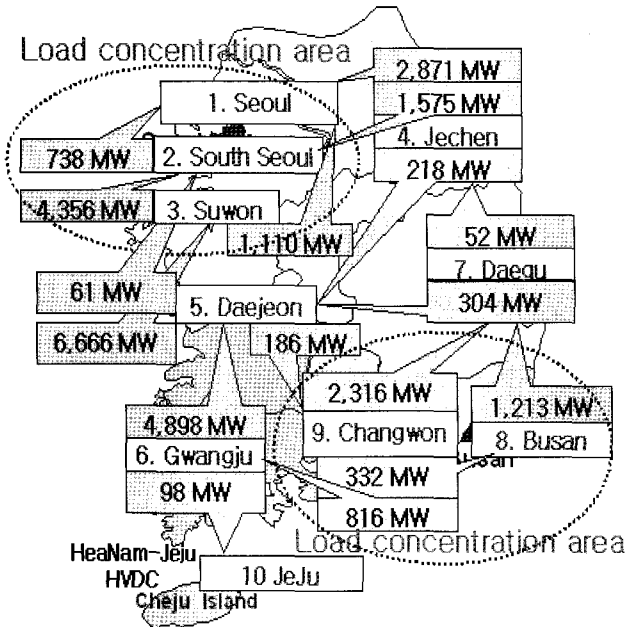 Load concentration area
2,871 MW
1. Seoul
1,575 MW
4. Jechen
738 MW
2. South Seoul
218 MW
4,356 MW
3. Suwon
1,110 MW
52 MW
7. Daegu
61 MW
5. Daejeon
304 MW
6,666 MW
186 MW
2,316 MW
4,898 MW
1,213 MW
9. Changwon
6. Gwangju
8. Busan
332 MW
98 MW
816 MW
Load concentration area
HeaNam-Jeju
HVDC
10 JeJu
Cheju Island